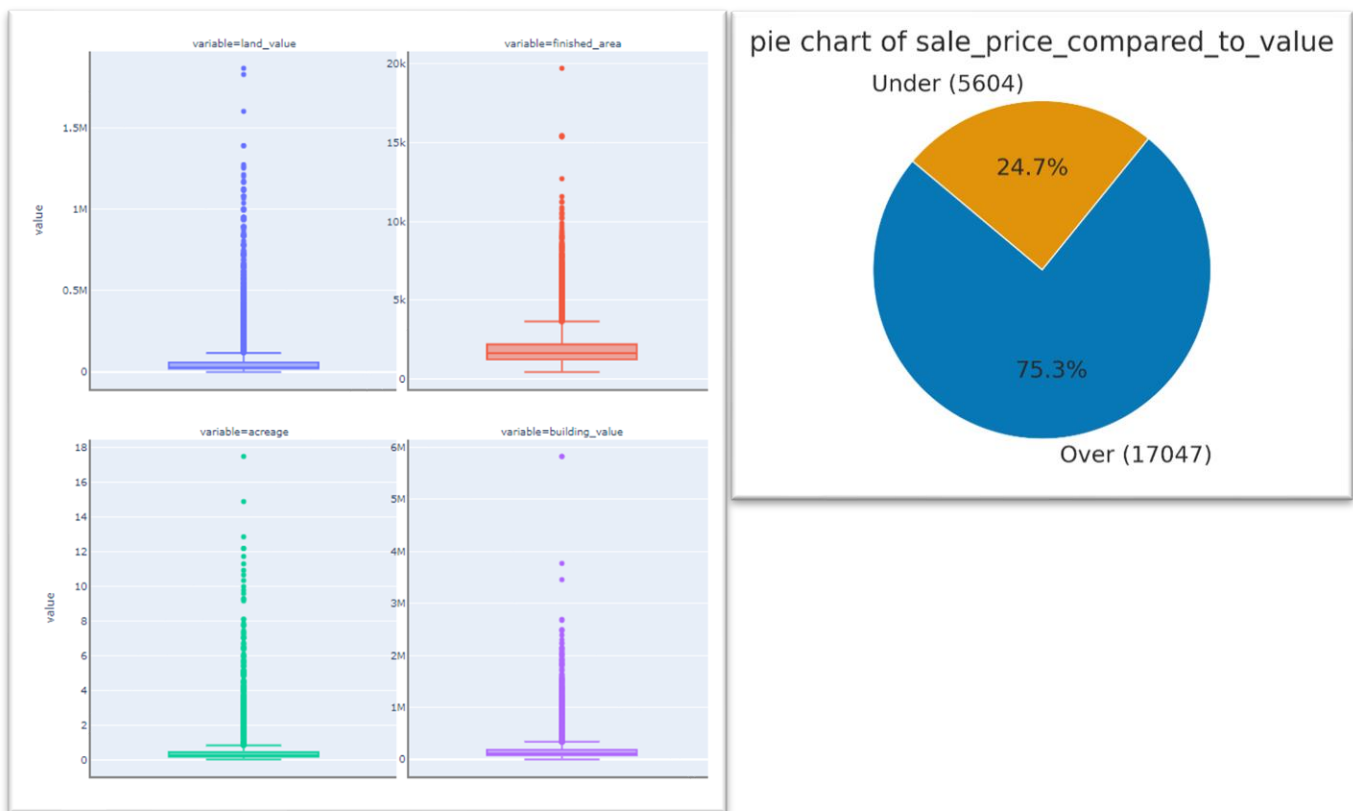 variable=land_value
variable=finished_area
value
1.5M
1M
0.5M
0
20k
15k
10k
5k
0
variable=acreage
variable=building_value
value
18
16
14
12
10
8
6
4
2
0
6M
5M
4M
3M
2M
1M
0
pie chart of sale_price_compared_to_value
Under (5604)
24.7%
75.3%
Over (17047)